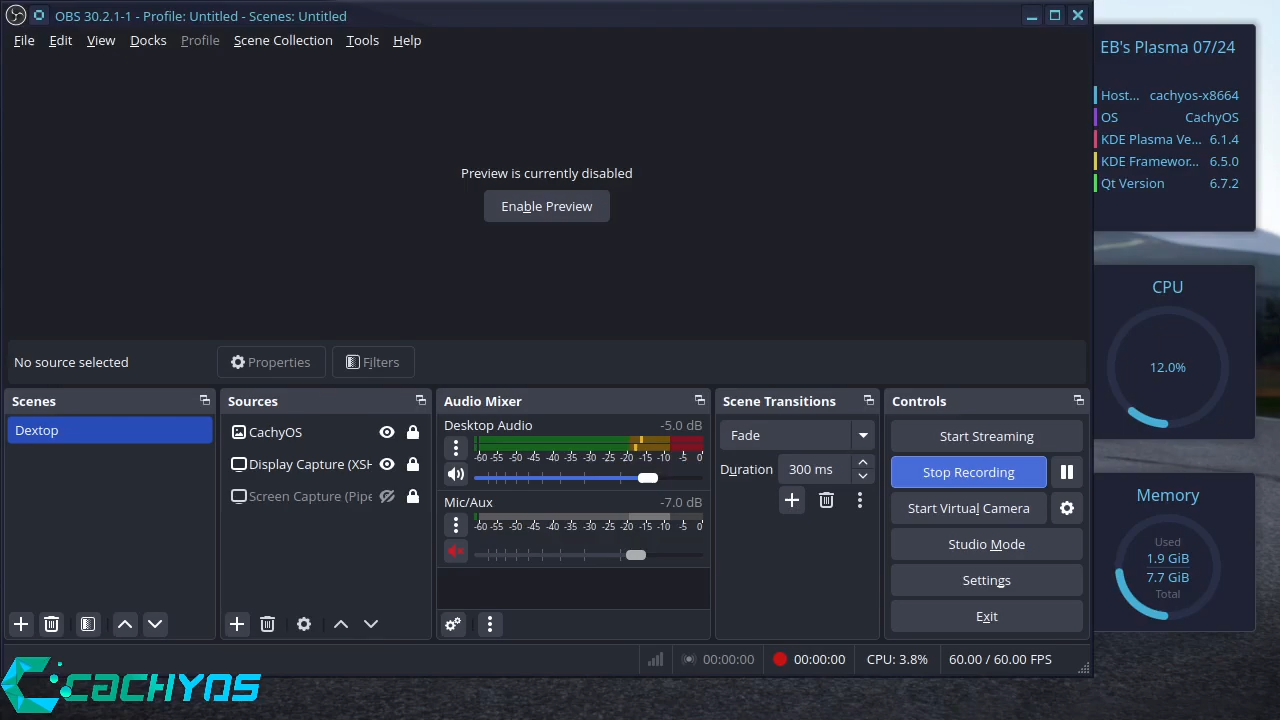 OBS 30.2.1-1 - Profile: Untitled - Scenes: Untitled
File Edit View Docks Profile Scene Collection Tools Help
Preview is currently disabled
Enable Preview
No source selected
Properties
Filters
Scenes
Dextop
Sources
CachyOS
Display Capture (XSH
Screen Capture (Pipe
Audio Mixer
Desktop Audio -5.0 dB
-60 -55 -50 -45 -40 -35 -30 -25 -20 -15 -10 -5 0
Mic/Aux -7.0 dB
-60 -55 -50 -45 -40 -35 -30 -25 -20 -15 -10 -5 0
Scene Transitions
Fade
Duration 300 ms
Controls
Start Streaming
Stop Recording
Start Virtual Camera
Studio Mode
Settings
Exit
00:00:00 00:00:00 CPU: 3.8% 60.00 / 60.00 FPS
EB's Plasma 07/24
Host... cachyos-x8664
OS CachyOS
KDE Plasma Ve... 6.1.4
KDE Framewor... 6.5.0
Qt Version 6.7.2
CPU
12.0%
Memory
Used
1.9 GiB
7.7 GiB
Total
CACHYOS